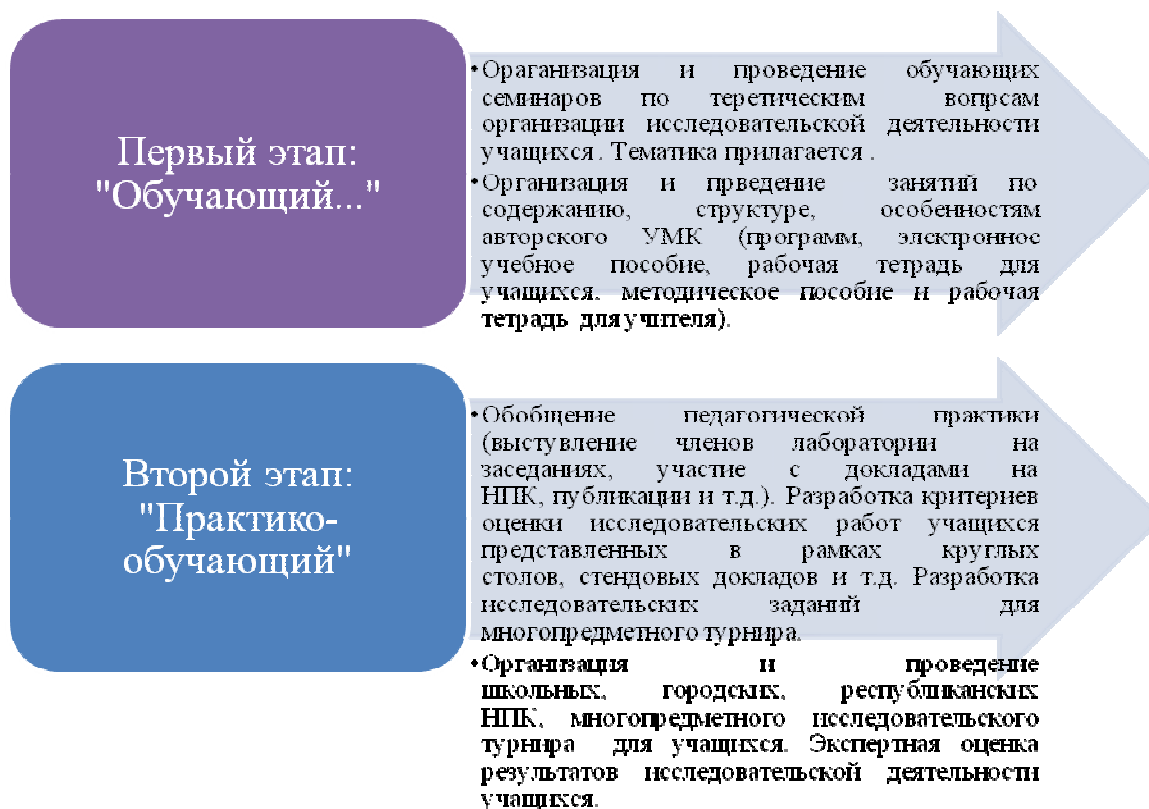 Первый этап:
"Обучающий..."
•Ораганизация и проведение обучающих
семинаров по теретическим вопрсам
организации исследовательской деятельности
учащихся . Тематика прилагается .
•Организация и прведение занятий по
содержанию, структуре, особенностям
авторского УМК (программ, электронное
учебное пособие, рабочая тетрадь для
учащихся, методическое пособие и рабочая
тетрадь для учителя).
Второй этап:
"Практико-
обучающий"
•Обобщение педагогической практики
(выступление членов лаборатории на
заседаниях, участие с докладами на
НПК, публикации и т.д.). Разработка критериев
оценки исследовательских работ учащихся
представленных в рамках круглых
столов, стендовых докладов и т.д. Разработка
исследовательских заданий для
многопредметного турнира.
•Организация и проведение
школьных, городских, республиканских
НПК, многопредметного исследовательского
турнира для учащихся. Экспертная оценка
результатов исследовательской деятельности
учащихся.